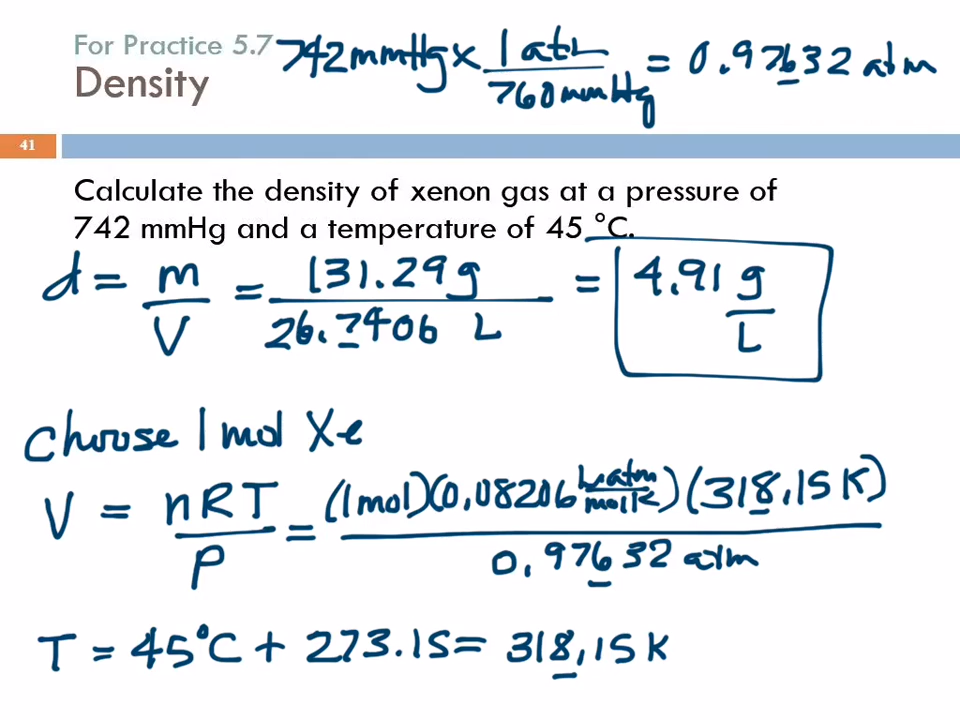 For Practice 5.7
742 mmHg x 1 atm / 760 mmHg = 0.97632 atm
Density
41
Calculate the density of xenon gas at a pressure of
742 mmHg and a temperature of 45 °C.
d = m / V = 131.29 g / 26.7406 L = 4.91 g / L
Choose 1 mol Xe
V = nRT / P = (1 mol)(0.08206 L atm / mol K)(318.15 K) / 0.97632 atm
T = 45°C + 273.15 = 318.15 K